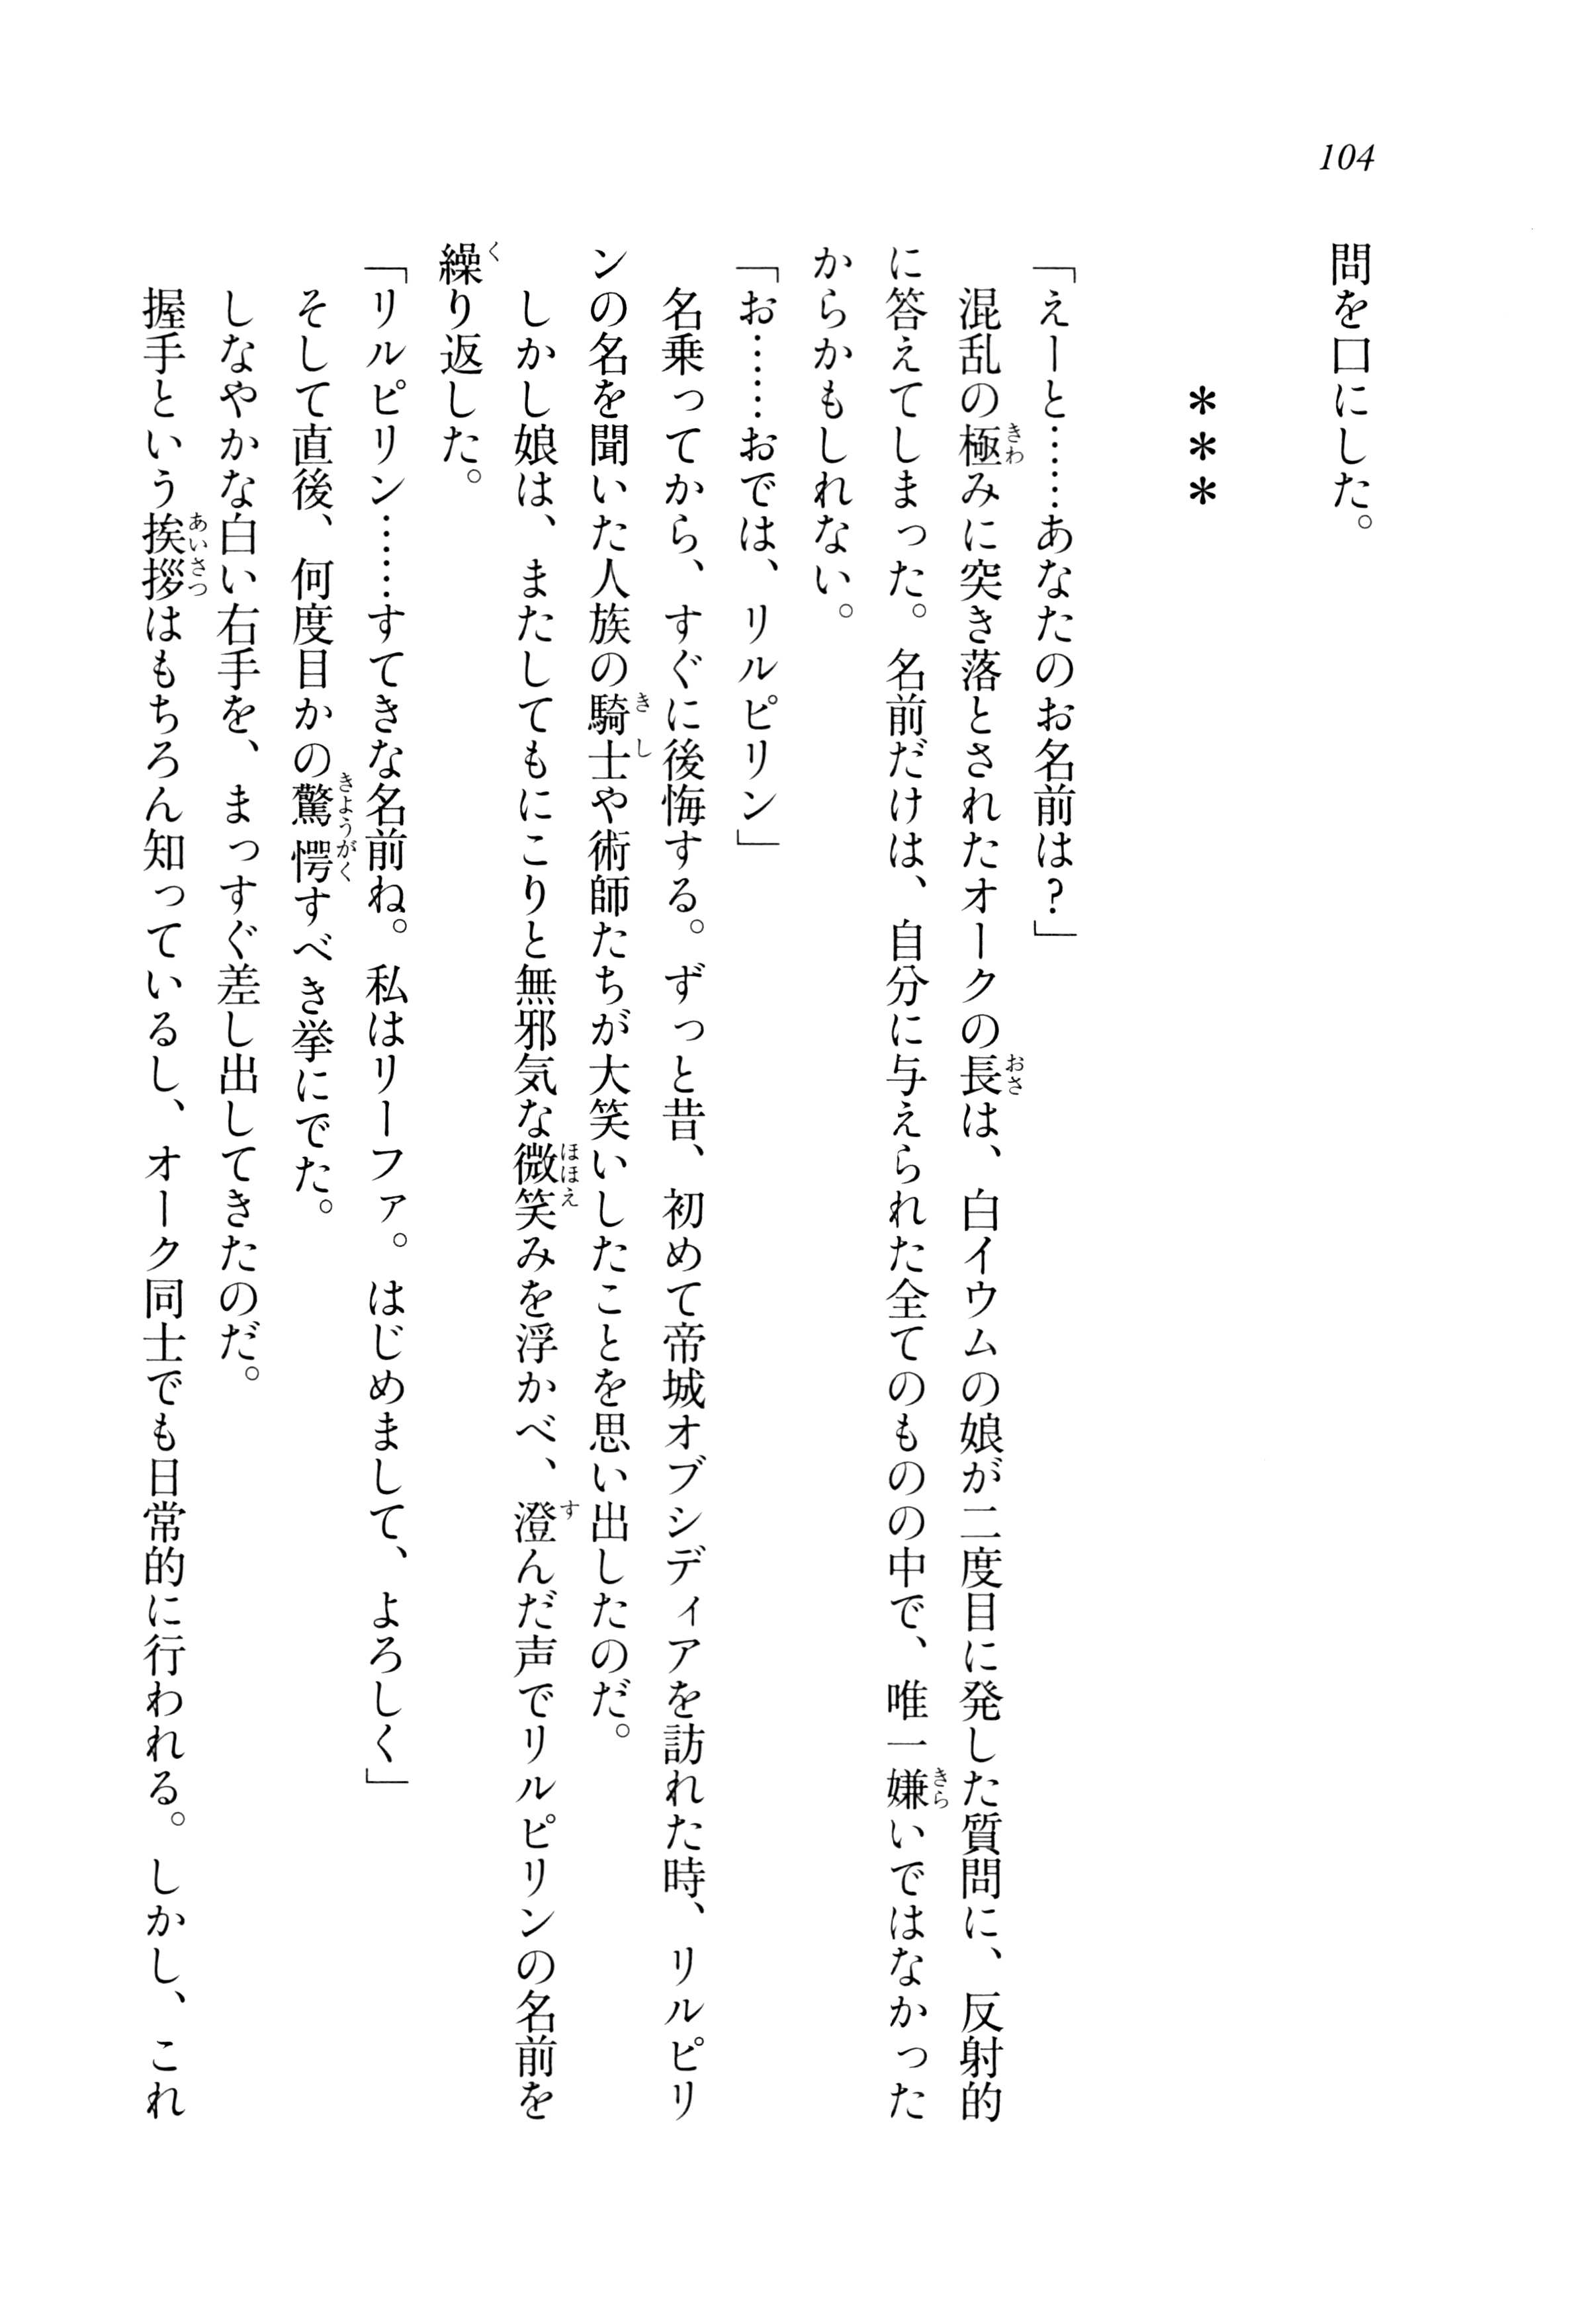 104
問を口にした。
＊＊＊
「えーと……あなたのお名前は？」
混乱の極みに突き落とされたオークの長は、白イウムの娘が二度目に発した質問に、反射的
に答えてしまった。名前だけは、自分に与えられた全てのものの中で、唯一嫌いではなかった
からかもしれない。
「お……おでは、リルピリン」
名乗ってから、すぐに後悔する。ずっと昔、初めて帝城オブシディアを訪れた時、リルピリ
ンの名を聞いた人族の騎士や術師たちが大笑いしたことを思い出したのだ。
しかし娘は、またしてもにこりと無邪気な微笑みを浮かべ、澄んだ声でリルピリンの名前を
繰り返した。
「リルピリン……すてきな名前ね。私はリーファ。はじめまして、よろしく」
そして直後、何度目かの驚愕すべき挙にでた。
しなやかな白い右手を、まっすぐ差し出してきたのだ。
握手という挨拶はもちろん知っているし、オーク同士でも日常的に行われる。しかし、これ